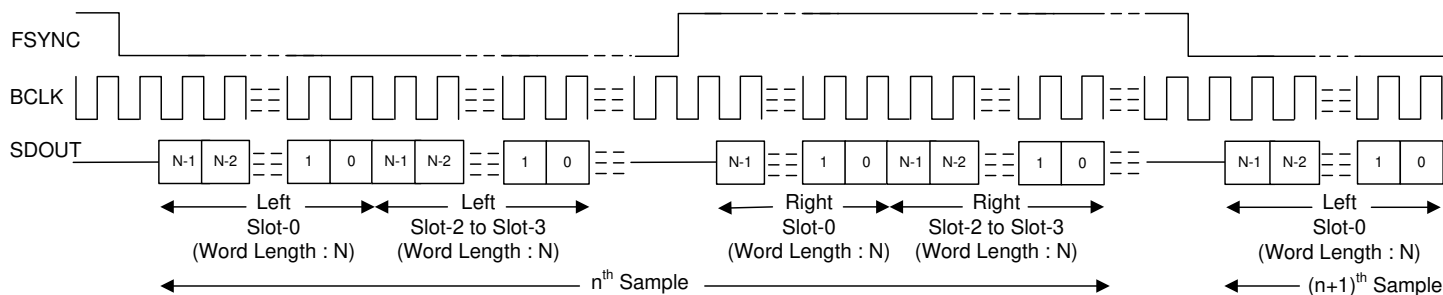 FSYNC
BCLK
SDOUT
N-1 N-2 1 0 N-1 N-2 1 0 N-1 1 0 N-1 N-2 1 0 N-1 N-2 1 0
Left Left Right Right Left
Slot-0 Slot-2 to Slot-3 Slot-0 Slot-2 to Slot-3 Slot-0
(Word Length : N) (Word Length : N) (Word Length : N) (Word Length : N) (Word Length : N)
nth Sample (n+1)th Sample